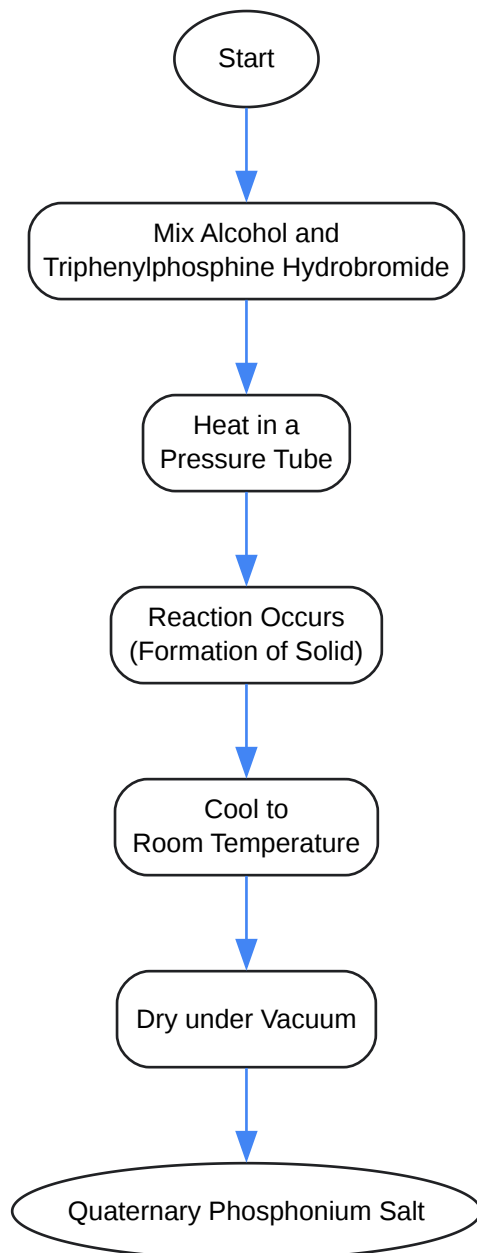 Start
Mix Alcohol and
Triphenylphosphine Hydrobromide
Heat in a
Pressure Tube
Reaction Occurs
(Formation of Solid)
Cool to
Room Temperature
Dry under Vacuum
Quaternary Phosphonium Salt